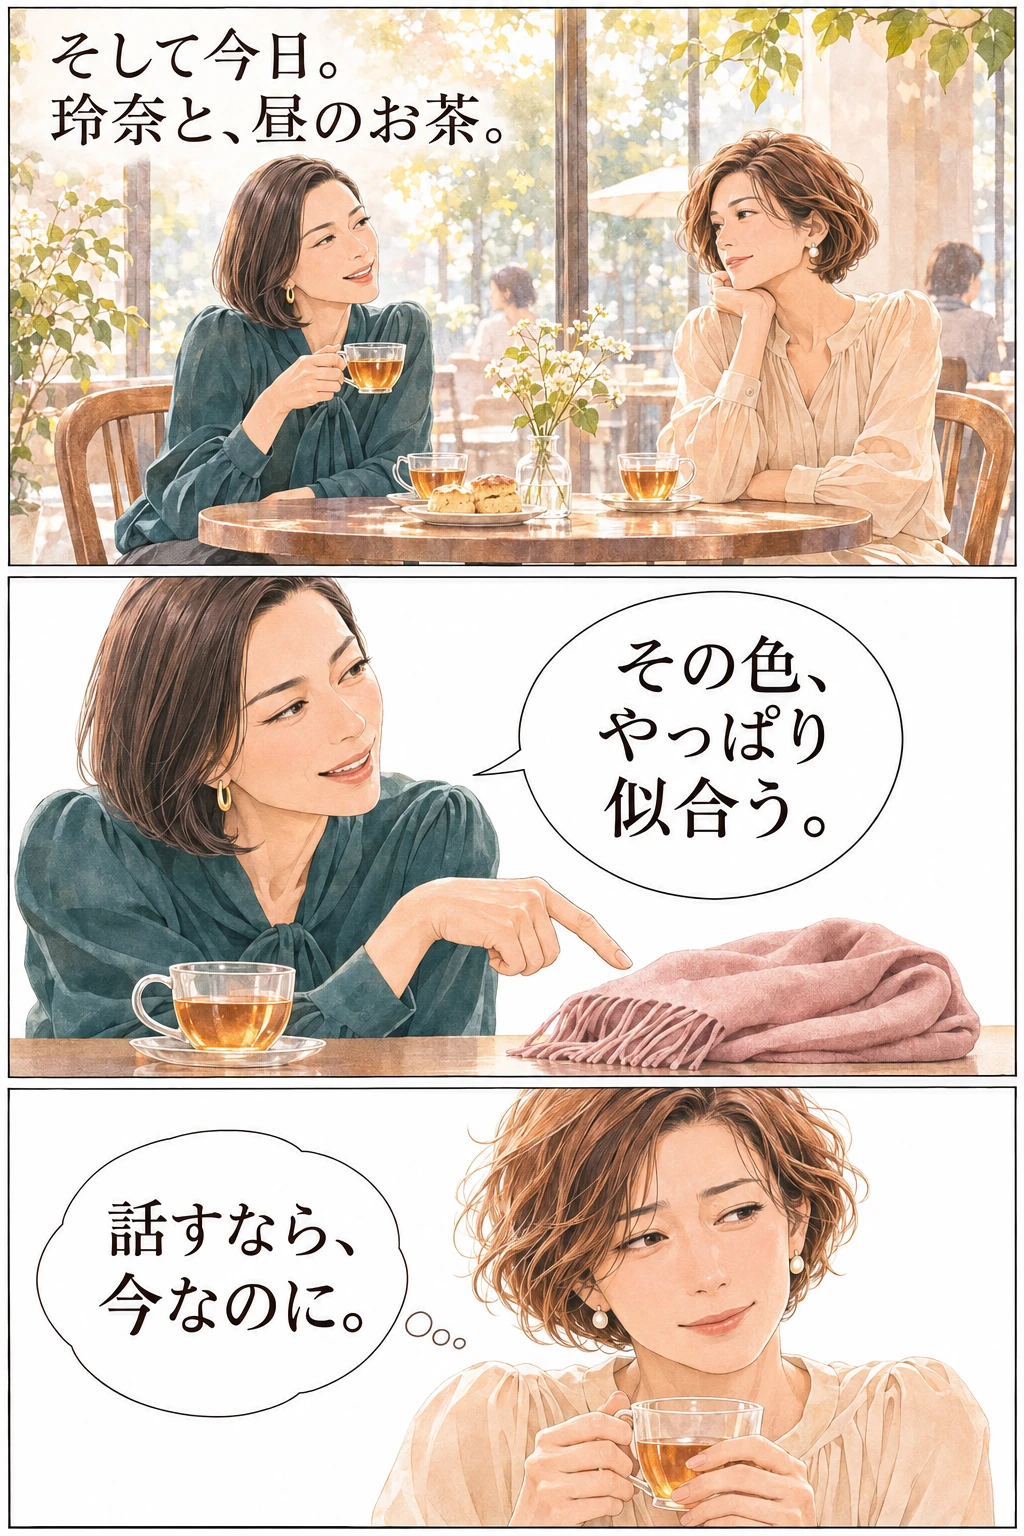 そして今日。
玲奈と、昼のお茶。
その色、
やっぱり
似合う。
話すなら、
今なのに。